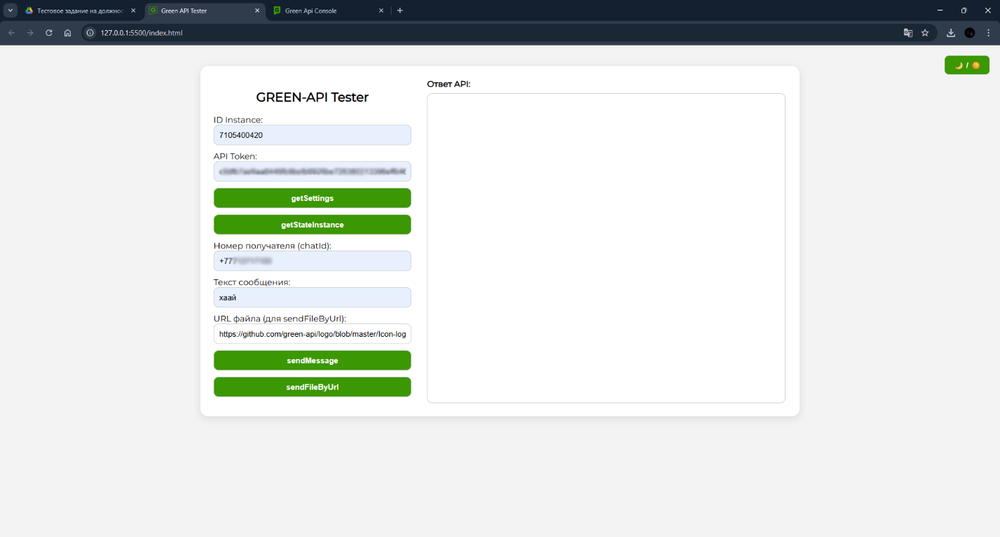 Тестовое задание на должнос
Green API Tester
Green Api Console
127.0.0.1:5500/index.html
GREEN-API Tester
ID Instance:
7105400420
API Token:
getSettings
getStateInstance
Номер получателя (chatId):
+77
Текст сообщения:
хаай
URL файла (для sendFileByUrl):
https://github.com/green-api/logo/blob/master/Icon-log
sendMessage
sendFileByUrl
Ответ API:
/